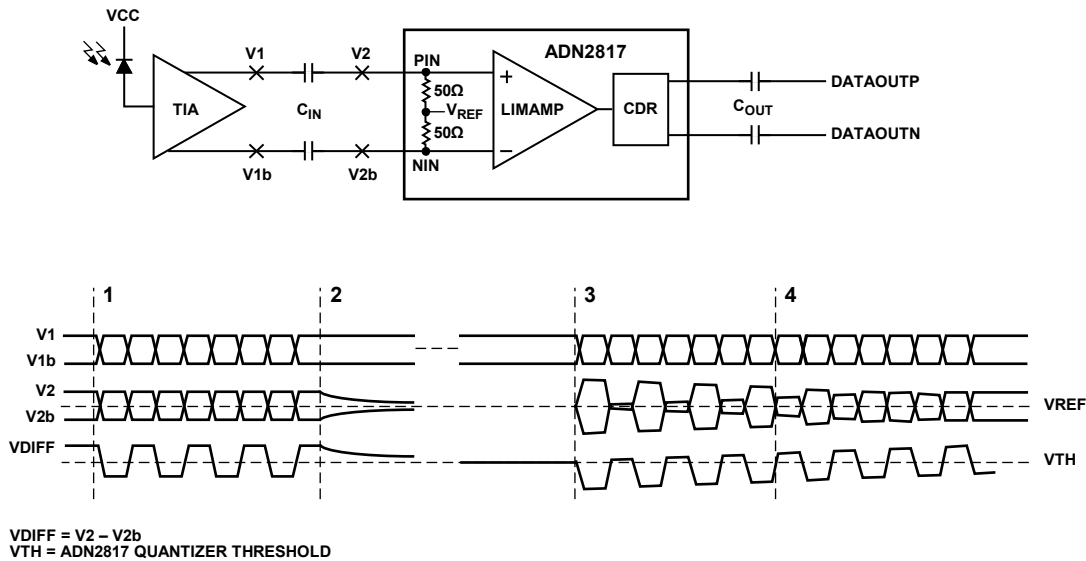 VCC
V1
V2
ADN2817
PIN
TIA
CIN
50Ω
VREF
50Ω
LIMAMP
+
−
CDR
COUT
DATAOUTP
DATAOUTN
V1b
V2b
NIN
1
2
3
4
V1
V1b
V2
V2b
VREF
VDIFF
VTH
VDIFF = V2 – V2b
VTH = ADN2817 QUANTIZER THRESHOLD